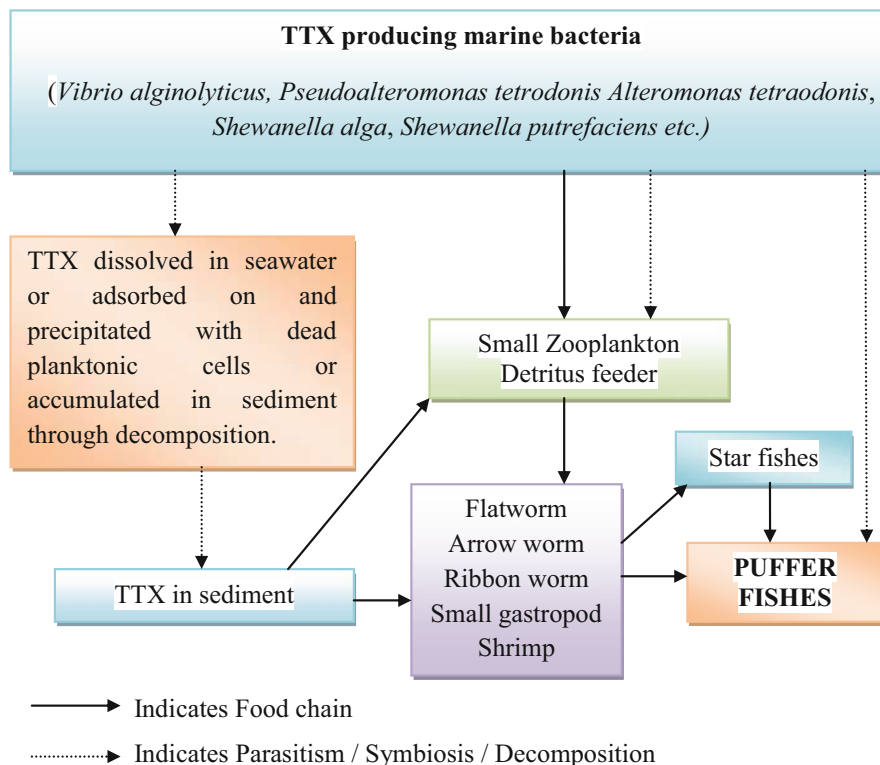 TTX producing marine bacteria
(Vibrio alginolyticus, Pseudoalteromonas tetrodonis Alteromonas tetraodonis,
Shewanella alga, Shewanella putrefaciens etc.)
TTX dissolved in seawater
or adsorbed on and
precipitated with dead
planktonic cells or
accumulated in sediment
through decomposition.
Small Zooplankton
Detritus feeder
Star fishes
Flatworm
Arrow worm
Ribbon worm
Small gastropod
Shrimp
PUFFER
FISHES
TTX in sediment
Indicates Food chain
Indicates Parasitism / Symbiosis / Decomposition